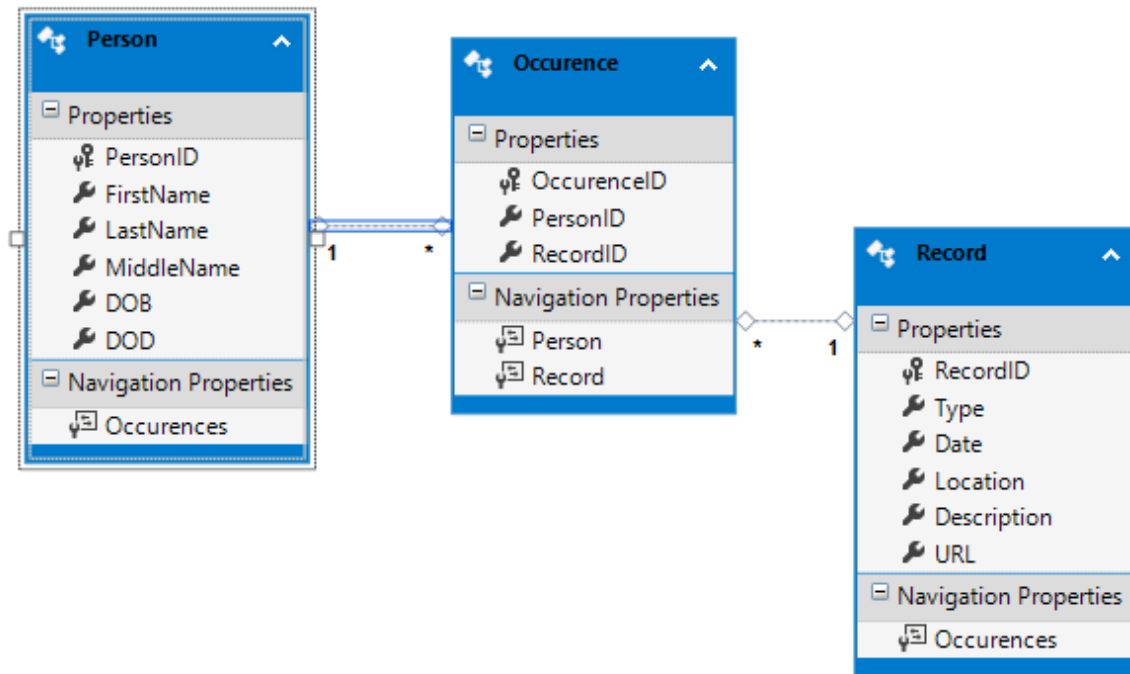 Person
Properties
PersonID
FirstName
LastName
MiddleName
DOB
DOD
Navigation Properties
Occurences
1
*
Occurence
Properties
OccurenceID
PersonID
RecordID
Navigation Properties
Person
Record
*
1
Record
Properties
RecordID
Type
Date
Location
Description
URL
Navigation Properties
Occurences